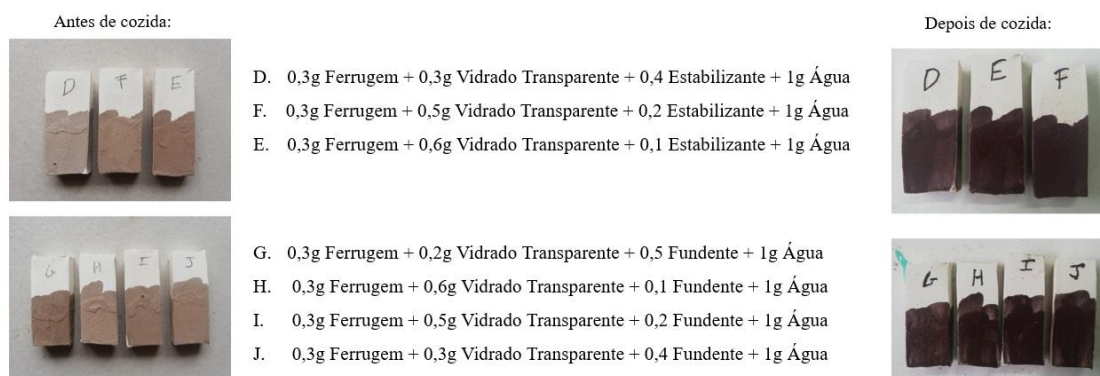 Antes de cozida:
Depois de cozida:
D F E
D. 0,3g Ferrugem + 0,3g Vidrado Transparente + 0,4 Estabilizante + 1g Água
F. 0,3g Ferrugem + 0,5g Vidrado Transparente + 0,2 Estabilizante + 1g Água
E. 0,3g Ferrugem + 0,6g Vidrado Transparente + 0,1 Estabilizante + 1g Água
D E F
G H I J
G. 0,3g Ferrugem + 0,2g Vidrado Transparente + 0,5 Fundente + 1g Água
H. 0,3g Ferrugem + 0,6g Vidrado Transparente + 0,1 Fundente + 1g Água
I. 0,3g Ferrugem + 0,5g Vidrado Transparente + 0,2 Fundente + 1g Água
J. 0,3g Ferrugem + 0,3g Vidrado Transparente + 0,4 Fundente + 1g Água
G H I J